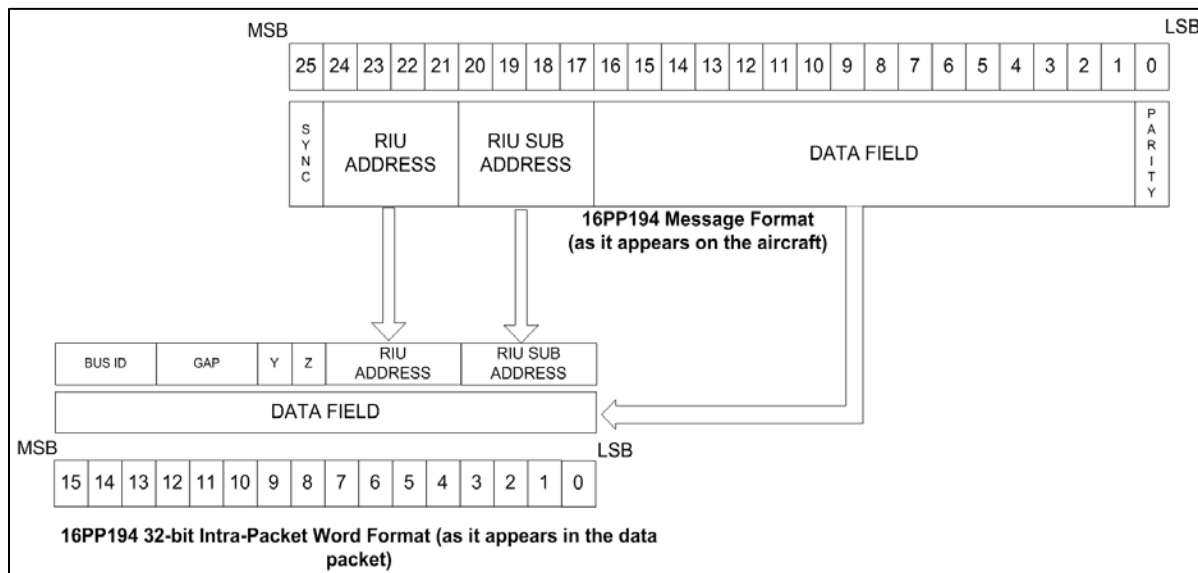 MSB LSB
25 24 23 22 21 20 19 18 17 16 15 14 13 12 11 10 9 8 7 6 5 4 3 2 1 0
SYNC
RIU
ADDRESS
RIU SUB
ADDRESS
DATA FIELD
PARITY
16PP194 Message Format
(as it appears on the aircraft)
BUS ID
GAP
Y
Z
RIU
ADDRESS
RIU SUB
ADDRESS
DATA FIELD
MSB LSB
15 14 13 12 11 10 9 8 7 6 5 4 3 2 1 0
16PP194 32-bit Intra-Packet Word Format (as it appears in the data
packet)